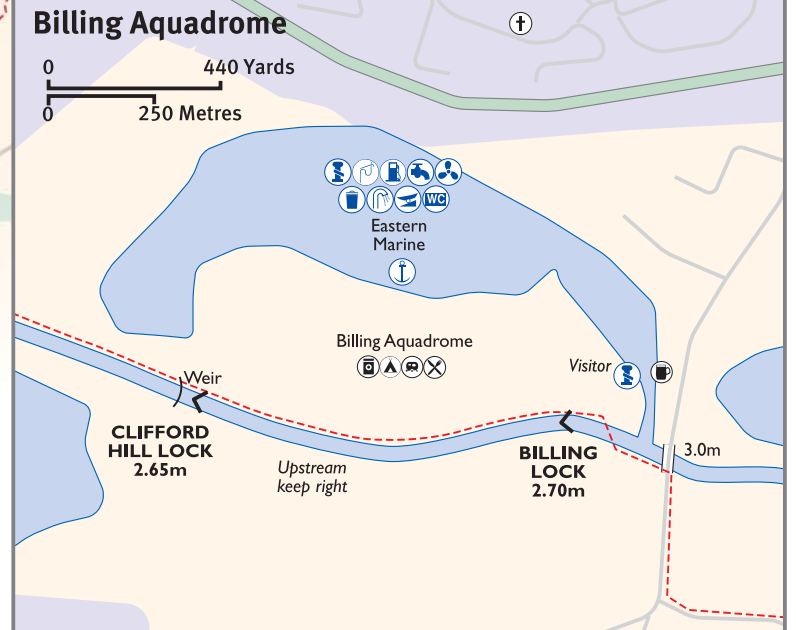 Billing Aquadrome
0 440 Yards
0 250 Metres
WC
Eastern
Marine
Billing Aquadrome
Visitor
Weir
CLIFFORD
HILL LOCK
2.65m
Upstream
keep right
BILLING
LOCK
2.70m
3.0m